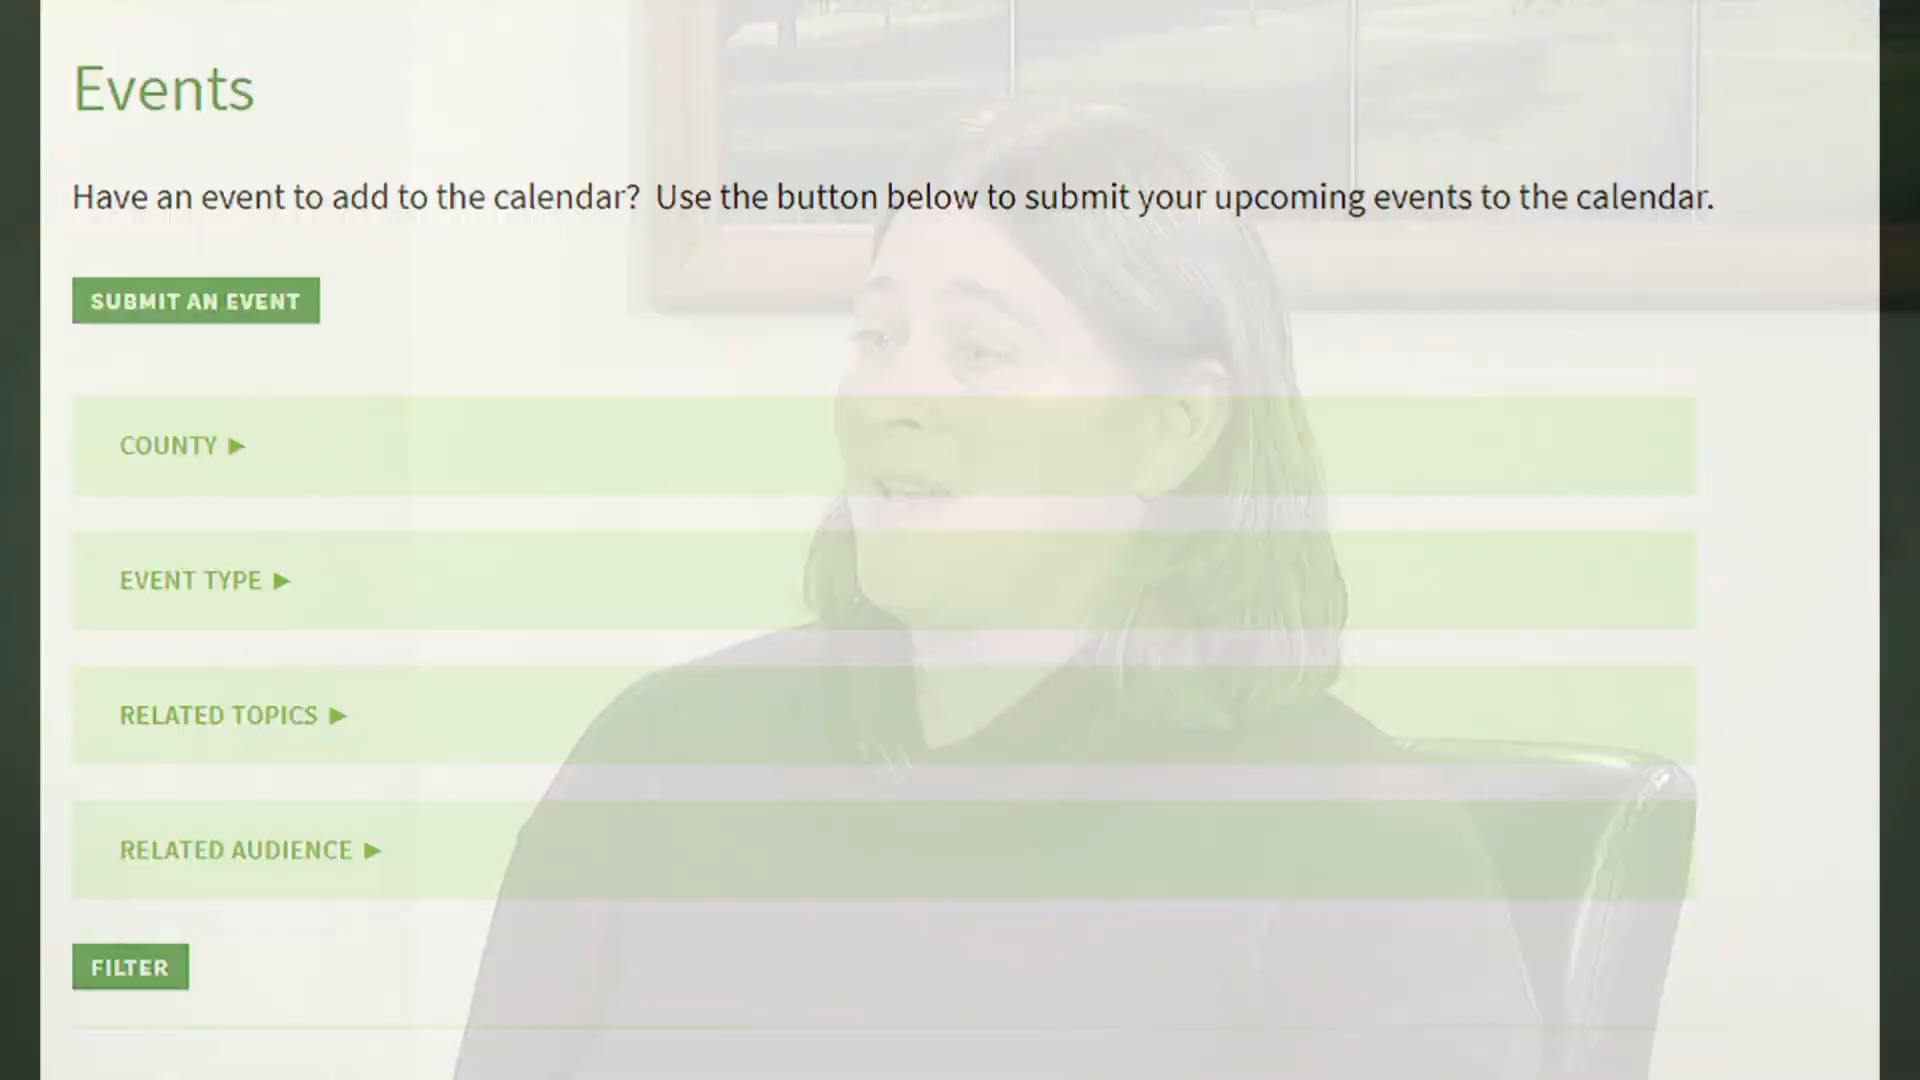 Events
Have an event to add to the calendar? Use the button below to submit your upcoming events to the calendar.
SUBMIT AN EVENT
COUNTY ▶
EVENT TYPE ▶
RELATED TOPICS ▶
RELATED AUDIENCE ▶
FILTER